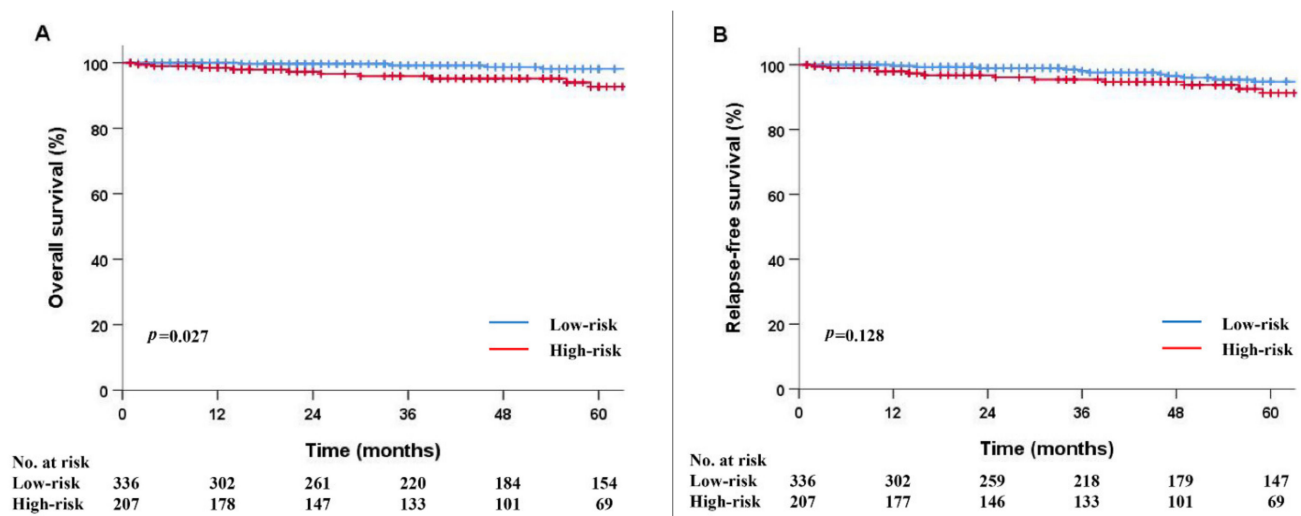 A
Overall survival (%)
100
80
60
40
20
0
p=0.027
Low-risk
High-risk
0 12 24 36 48 60
Time (months)
No. at risk
Low-risk 336 302 261 220 184 154
High-risk 207 178 147 133 101 69
B
Relapse-free survival (%)
100
80
60
40
20
0
p=0.128
Low-risk
High-risk
0 12 24 36 48 60
Time (months)
No. at risk
Low-risk 336 302 259 218 179 147
High-risk 207 177 146 133 101 69